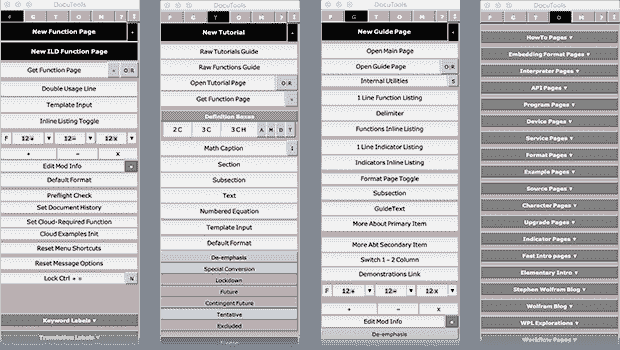 DocuTools
F T G M ? I
New Function Page
New ILD Function Page
Get Function Page
O:R
Double Usage Line
Template Input
Inline Listing Toggle
F 12 12 12
+ − x
Edit Mod Info
Default Format
Preflight Check
Set Document History
Set Cloud-Required Function
Cloud Examples Init
Reset Menu Shortcuts
Reset Message Options
Lock Ctrl + =
N
Keyword Labels ▼
Translation Labels ▼
DocuTools
F T G O M ? I
New Tutorial
Raw Tutorials Guide
Raw Functions Guide
Open Tutorial Page
O:R
Get Function Page
Definition Boxes
2C 3C 3CH A M D T
Math Caption
I
Section
Subsection
Text
Numbered Equation
Template Input
Default Format
De-emphasis
Special Conversion
Lockdown
Future
Contingent Future
Tentative
Excluded
DocuTools
F G O M ? I
New Guide Page
Open Main Page
Open Guide Page
O:R
Internal Utilities
S
1 Line Function Listing
Delimiter
Functions Inline Listing
1 Line Indicator Listing
Indicators Inline Listing
Format Page Toggle
Subsection
GuideText
More About Primary Item
More Abt Secondary Item
Switch 1 – 2 Column
Demonstrations Link
F 12 12 12
+ − x
Edit Mod Info
De-emphasis
DocuTools
F G T O M ? I
HowTo Pages ▼
Embedding Format Pages ▼
Interpreter Pages ▼
API Pages ▼
Program Pages ▼
Device Pages ▼
Service Pages ▼
Format Pages ▼
Example Pages ▼
Source Pages ▼
Character Pages ▼
Upgrade Pages ▼
Indicator Pages ▼
Fast Intro pages ▼
Elementary Intro ▼
Stephen Wolfram Blog ▼
Wolfram Blog ▼
WPL Explorations ▼
Workflow Pages ▼